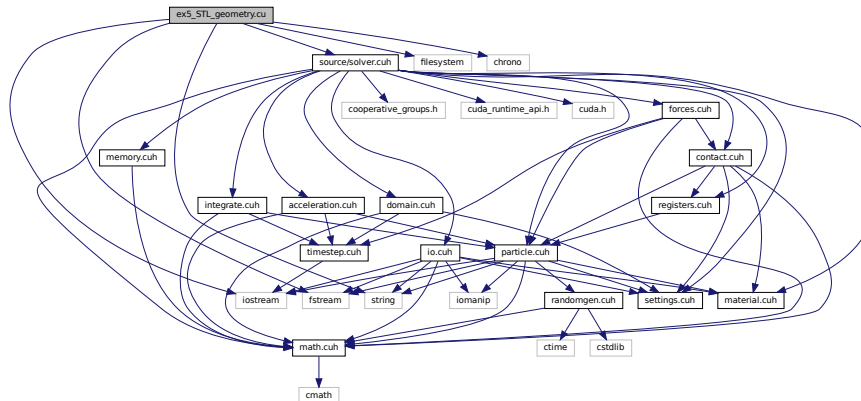 ex5_STL_geometry.cu
source/solver.cuh
filesystem
chrono
cooperative_groups.h
cuda_runtime_api.h
cuda.h
forces.cuh
memory.cuh
contact.cuh
integrate.cuh
acceleration.cuh
domain.cuh
registers.cuh
timestep.cuh
io.cuh
particle.cuh
iostream
fstream
string
iomanip
randomgen.cuh
settings.cuh
material.cuh
math.cuh
ctime
cstdlib
cmath